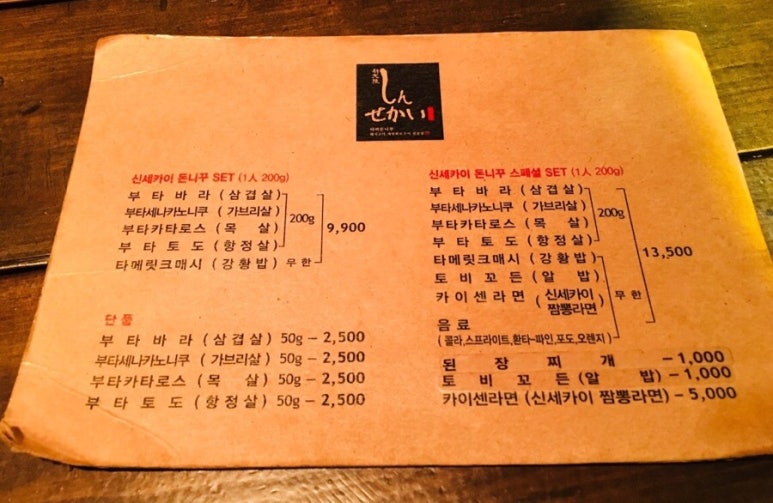 しん
せかい
신세카이 돈니꾸 SET (1人 200g)
부 타 바 라 ( 삼 겹 살 )
부타세나카노니쿠 ( 가브리살 )
부타카타로스 ( 목 살 )
부 타 토 도 ( 항 정 살 )
200g
타메릿크매시 ( 강 황 밥 ) 무 한
9,900
단 품
부 타 바 라 ( 삼 겹 살 ) 50g – 2,500
부타세나카노니쿠 ( 가브리살 ) 50g – 2,500
부타카타로스 ( 목 살 ) 50g – 2,500
부 타 토 도 ( 항 정 살 ) 50g – 2,500
신세카이 돈니꾸 스페셜 SET (1人 200g)
부 타 바 라 ( 삼 겹 살 )
부타세나카노니쿠 ( 가브리살 )
부타카타로스 ( 목 살 )
부 타 토 도 ( 항 정 살 )
200g
타메릿크매시 ( 강 황 밥 )
토 비 꼬 든 ( 알 밥 )
카이센라면 ( 신세카이 짬뽕라면 )
무 한
음 료
( 콜라,스프라이트,환타-파인,포도,오렌지 )
13,500
된 장 찌 개 –1,000
토 비 꼬 든 ( 알 밥 ) –1,000
카이센라면 (신세카이 짬뽕라면) – 5,000